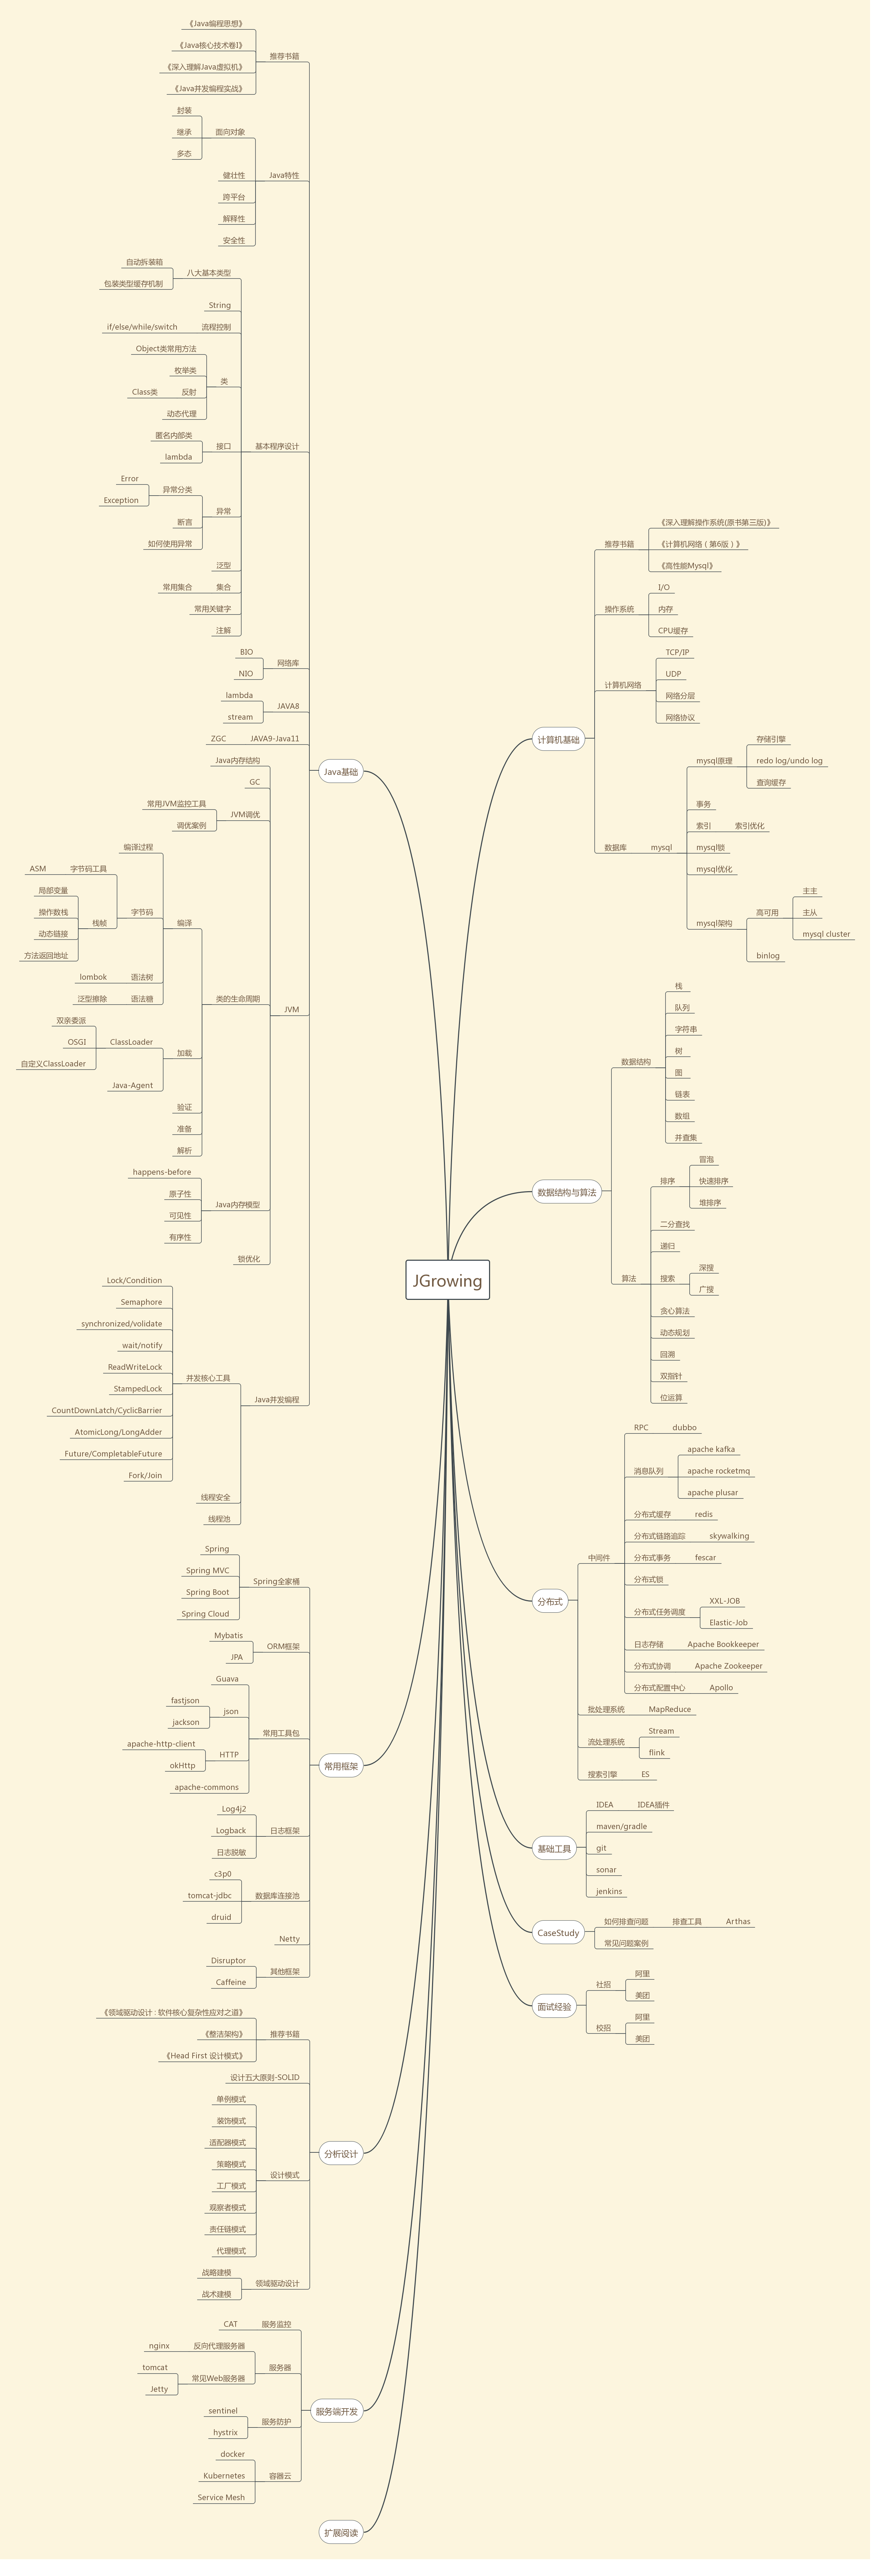 JGrowing
Java基础
推荐书籍
《Java编程思想》
《Java核心技术卷I》
《深入理解Java虚拟机》
《Java并发编程实战》
Java特性
面向对象
封装
继承
多态
健壮性
跨平台
解释性
安全性
基本程序设计
八大基本类型
自动拆装箱
包装类型缓存机制
String
流程控制
if/else/while/switch
类
Object类常用方法
枚举类
反射
Class类
动态代理
接口
匿名内部类
lambda
异常
异常分类
Error
Exception
断言
如何使用异常
泛型
集合
常用集合
常用关键字
注解
网络库
BIO
NIO
JAVA8
lambda
stream
JAVA9-Java11
ZGC
JVM
Java内存结构
GC
JVM调优
常用JVM监控工具
调优案例
类的生命周期
编译
编译过程
字节码
字节码工具
ASM
栈帧
局部变量
操作数栈
动态链接
方法返回地址
语法树
lombok
语法糖
泛型擦除
加载
ClassLoader
双亲委派
OSGI
自定义ClassLoader
Java-Agent
验证
准备
解析
Java内存模型
happens-before
原子性
可见性
有序性
锁优化
Java并发编程
并发核心工具
Lock/Condition
Semaphore
synchronized/volidate
wait/notify
ReadWriteLock
StampedLock
CountDownLatch/CyclicBarrier
AtomicLong/LongAdder
Future/CompletableFuture
Fork/Join
线程安全
线程池
常用框架
Spring全家桶
Spring
Spring MVC
Spring Boot
Spring Cloud
ORM框架
Mybatis
JPA
常用工具包
Guava
json
fastjson
jackson
HTTP
apache-http-client
okHttp
apache-commons
日志框架
Log4j2
Logback
日志脱敏
数据库连接池
c3p0
tomcat-jdbc
druid
Netty
其他框架
Disruptor
Caffeine
分析设计
推荐书籍
《领域驱动设计：软件核心复杂性应对之道》
《整洁架构》
《Head First 设计模式》
设计五大原则-SOLID
设计模式
单例模式
装饰模式
适配器模式
策略模式
工厂模式
观察者模式
责任链模式
代理模式
领域驱动设计
战略建模
战术建模
服务端开发
服务监控
CAT
服务器
反向代理服务器
nginx
常见Web服务器
tomcat
Jetty
服务防护
sentinel
hystrix
容器云
docker
Kubernetes
Service Mesh
扩展阅读
计算机基础
推荐书籍
《深入理解操作系统(原书第三版)》
《计算机网络（第6版）》
《高性能Mysql》
操作系统
I/O
内存
CPU缓存
计算机网络
TCP/IP
UDP
网络分层
网络协议
数据库
mysql
mysql原理
存储引擎
redo log/undo log
查询缓存
事务
索引
索引优化
mysql锁
mysql优化
mysql架构
高可用
主主
主从
mysql cluster
binlog
数据结构与算法
数据结构
栈
队列
字符串
树
图
链表
数组
并查集
算法
排序
冒泡
快速排序
堆排序
二分查找
递归
搜索
深搜
广搜
贪心算法
动态规划
回溯
双指针
位运算
分布式
中间件
RPC
dubbo
消息队列
apache kafka
apache rocketmq
apache plusar
分布式缓存
redis
分布式链路追踪
skywalking
分布式事务
fescar
分布式锁
分布式任务调度
XXL-JOB
Elastic-Job
日志存储
Apache Bookkeeper
分布式协调
Apache Zookeeper
分布式配置中心
Apollo
批处理系统
MapReduce
流处理系统
Stream
flink
搜索引擎
ES
基础工具
IDEA
IDEA插件
maven/gradle
git
sonar
jenkins
CaseStudy
如何排查问题
排查工具
Arthas
常见问题案例
面试经验
社招
阿里
美团
校招
阿里
美团